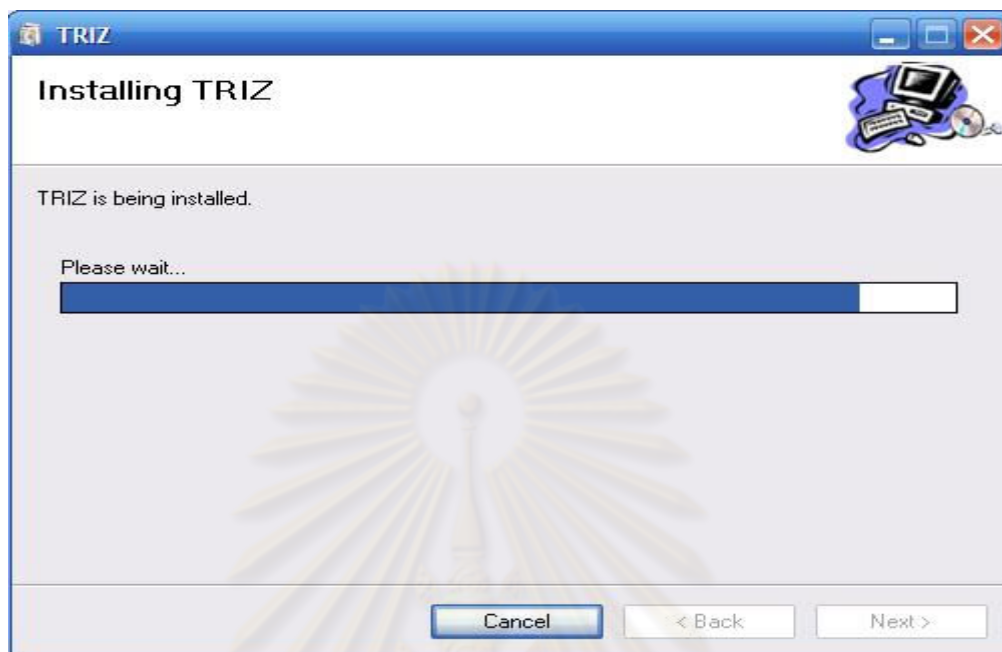 TRIZ
Installing TRIZ
TRIZ is being installed.
Please wait...
Cancel
< Back
Next >